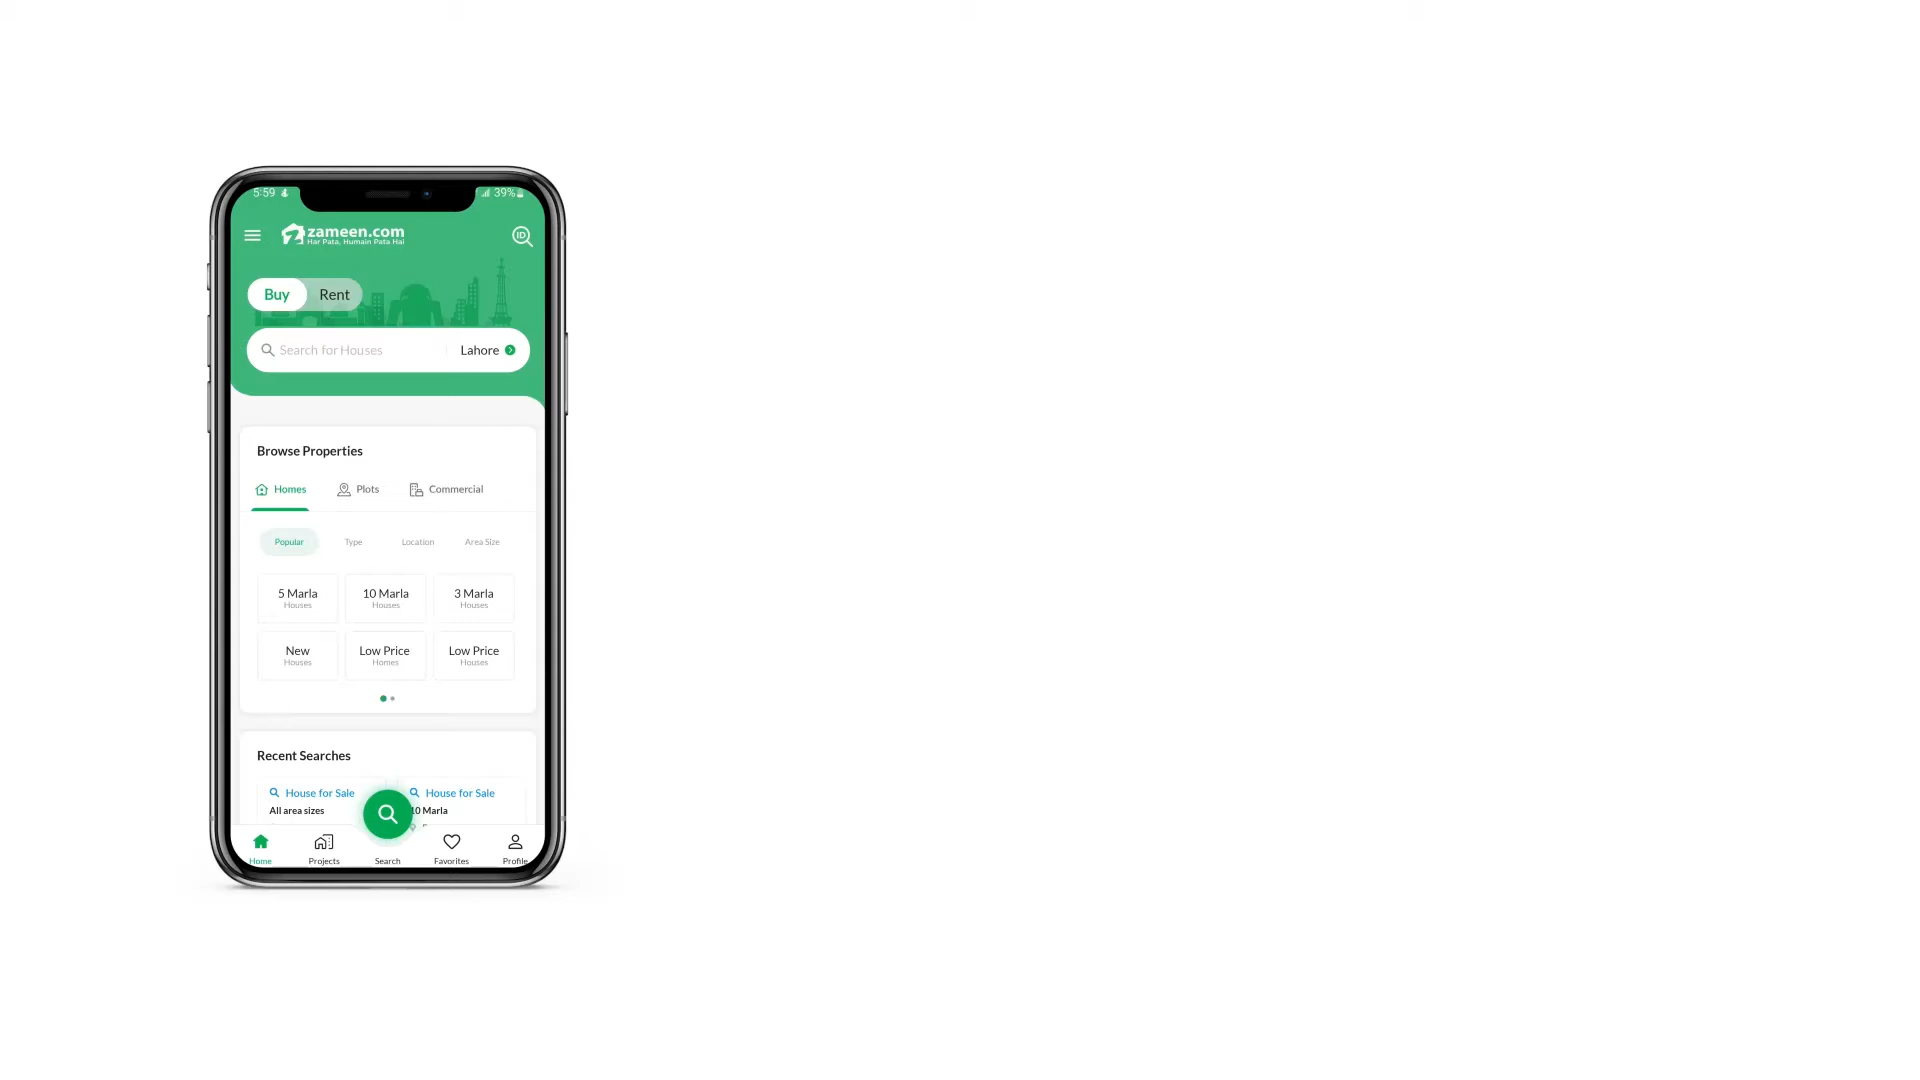 5:59
39%
zameen.com
Har Pata, Humain Pata Hai
ID
Buy Rent
Search for Houses Lahore
Browse Properties
Homes Plots Commercial
Popular Type Location Area Size
5 Marla 10 Marla 3 Marla
Houses Houses Houses
New Low Price Low Price
Houses Homes Houses
Recent Searches
House for Sale House for Sale
All area sizes 10 Marla
Home Projects Search Favorites Profile